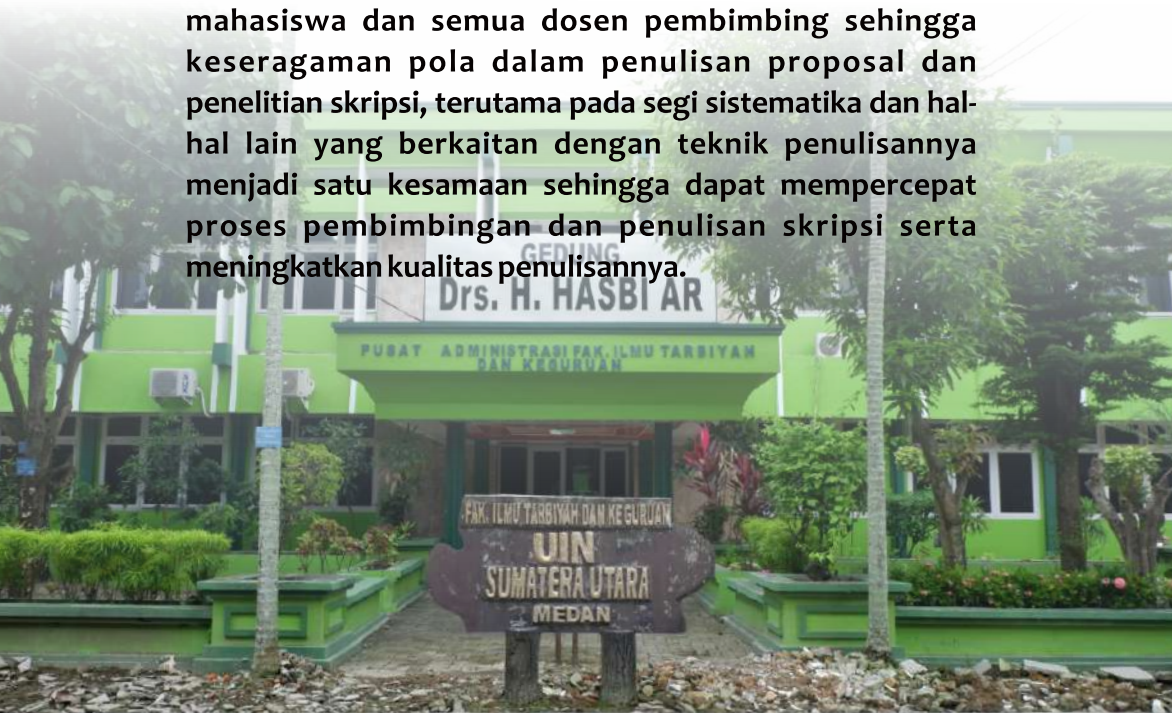 mahasiswa dan semua dosen pembimbing sehingga
keseragaman pola dalam penulisan proposal dan
penelitian skripsi, terutama pada segi sistematika dan hal-
hal lain yang berkaitan dengan teknik penulisannya
menjadi satu kesamaan sehingga dapat mempercepat
proses pembimbingan dan penulisan skripsi serta
meningkatkan kualitas penulisannya.
GEDUNG
Drs. H. HASBI AR
PUSAT ADMINISTRASI FAK. ILMU TARBIYAH
DAN KEGURUAN
FAK. ILMU TARBIYAH DAN KEGURUAN
UIN
SUMATERA UTARA
MEDAN